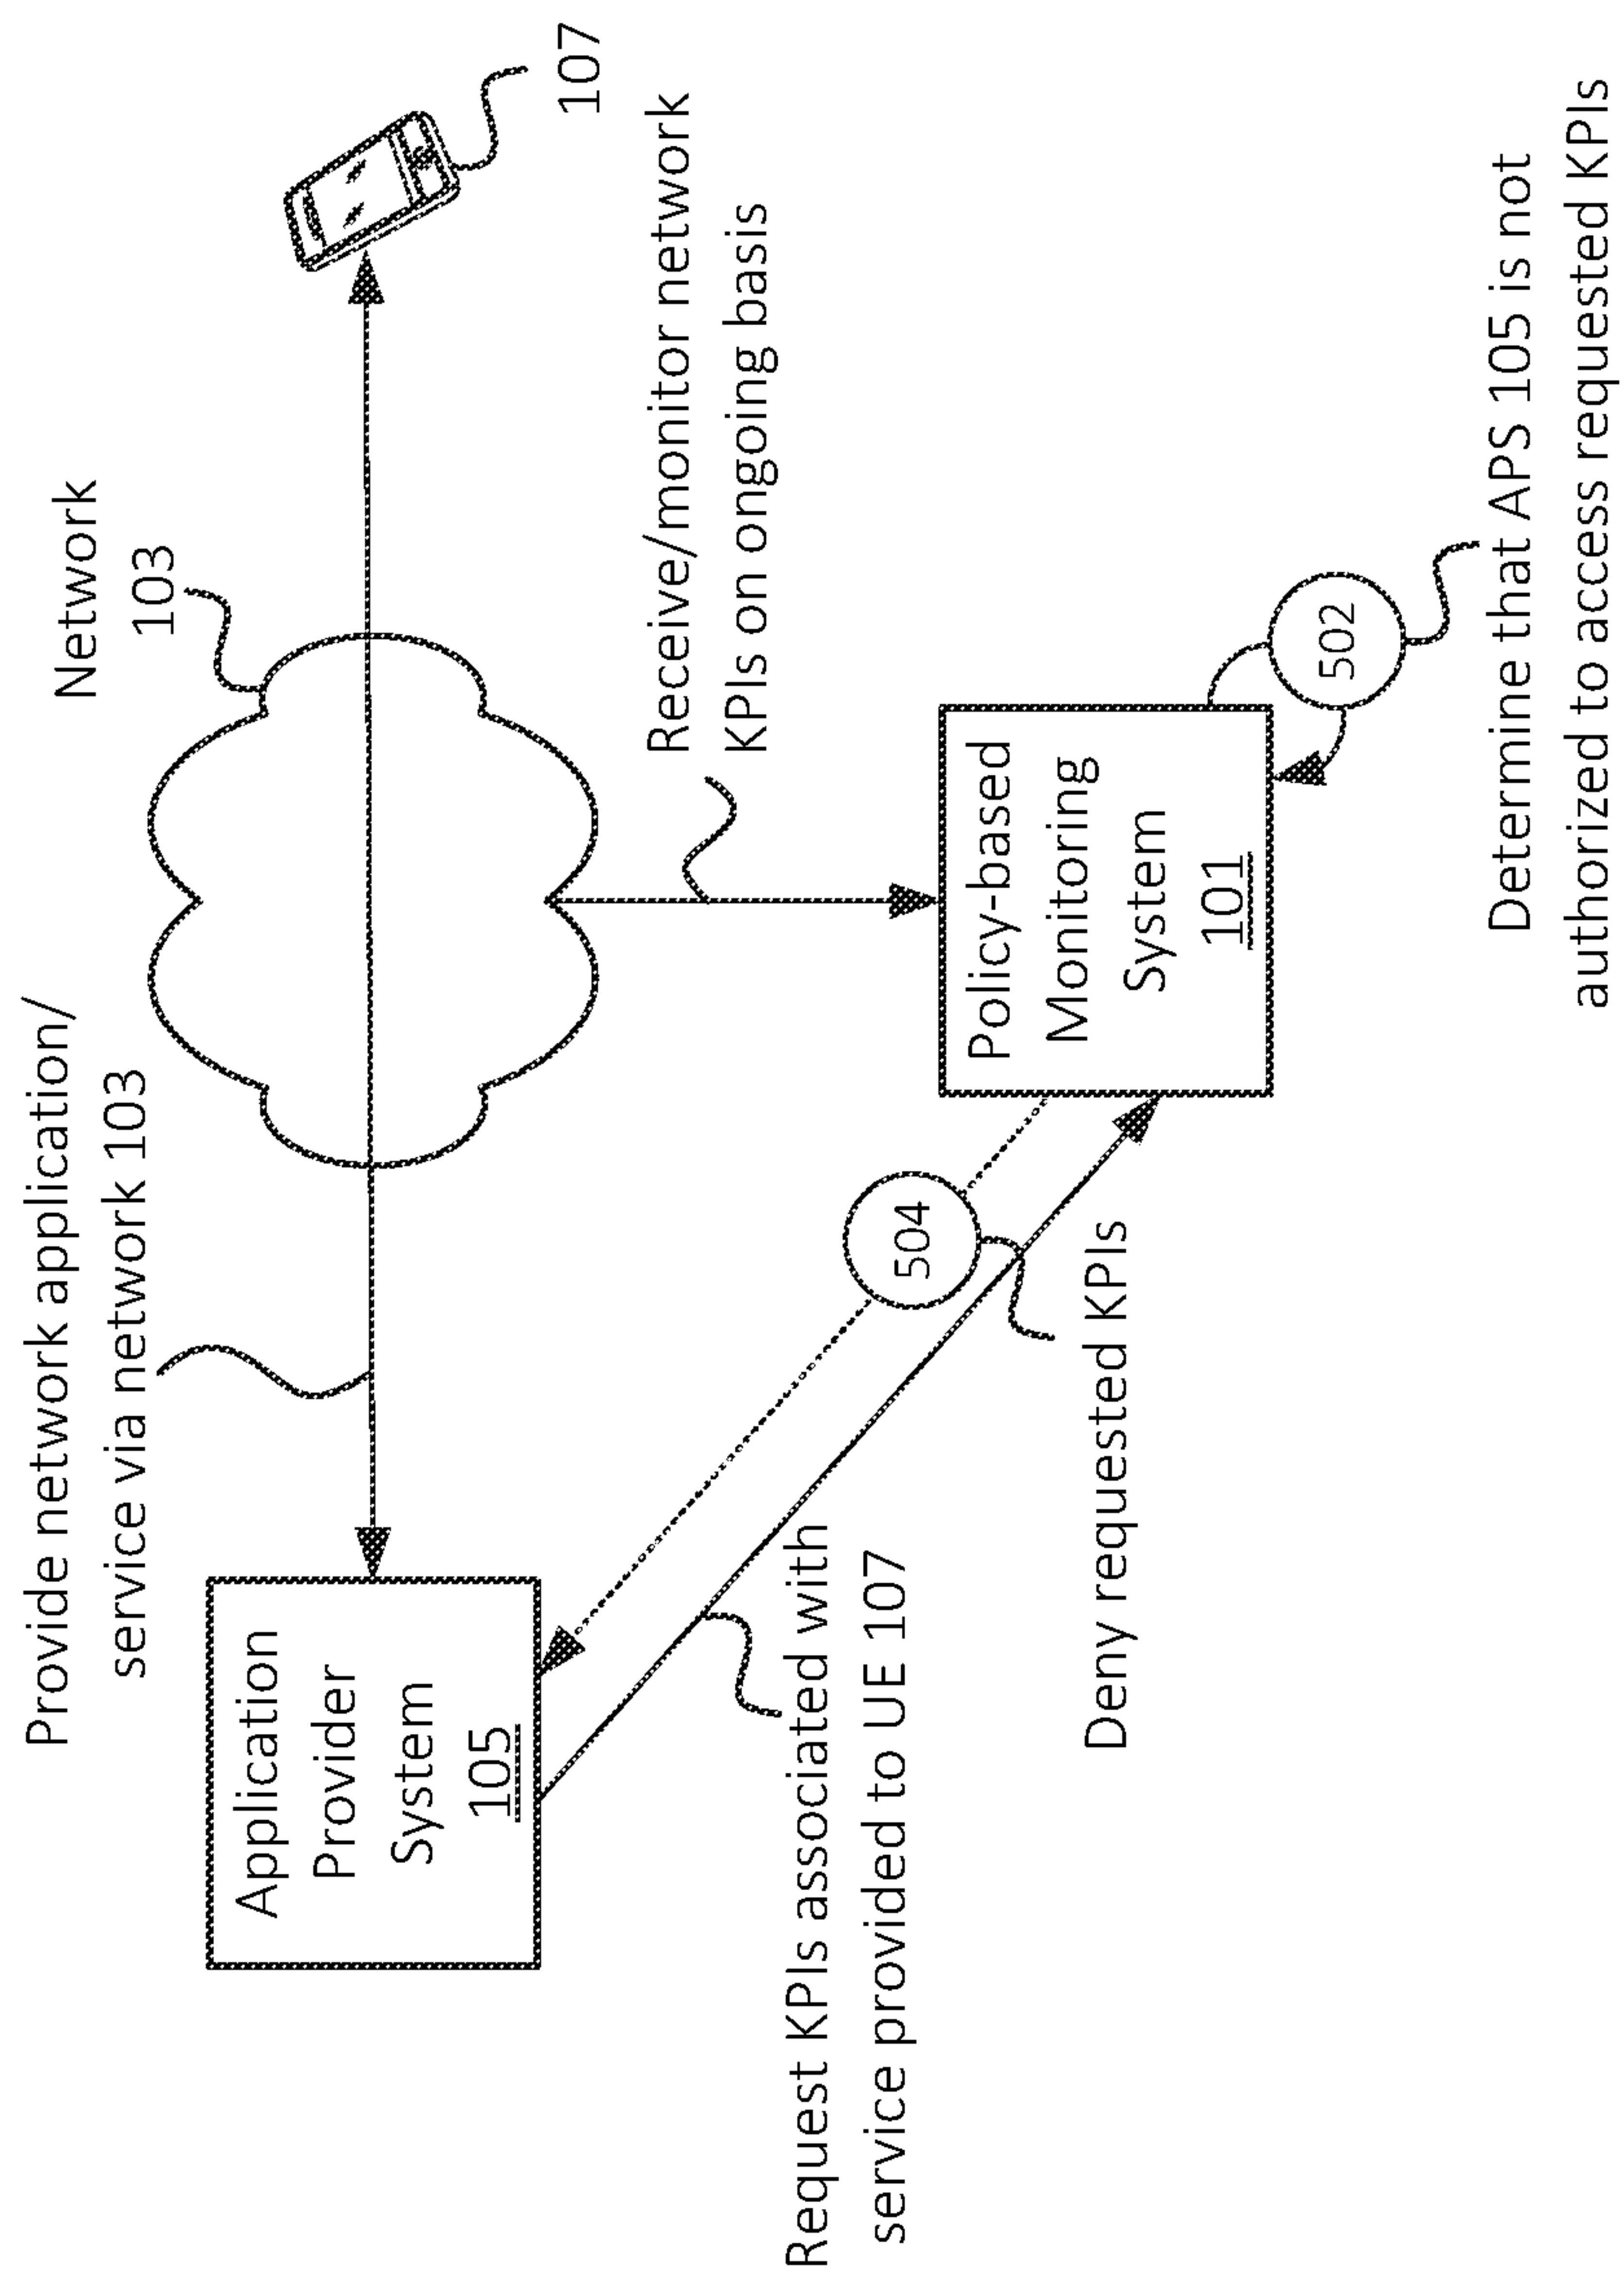 Provide network application/
service via network 103
Network
103
107
Application
Provider
System
105
Receive/monitor network
KPIs on ongoing basis
Request KPIs associated with
service provided to UE 107
504
Deny requested KPIs
Policy-based
Monitoring
System
101
502
Determine that APS 105 is not
authorized to access requested KPIs